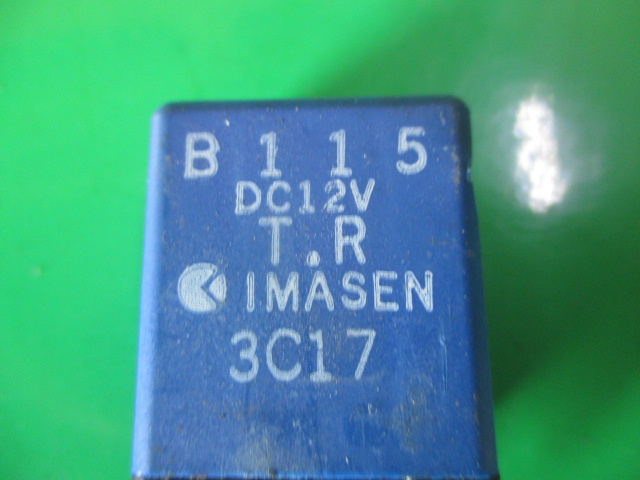 B 1 1 5
DC12V
T.R
IMASEN
3C17